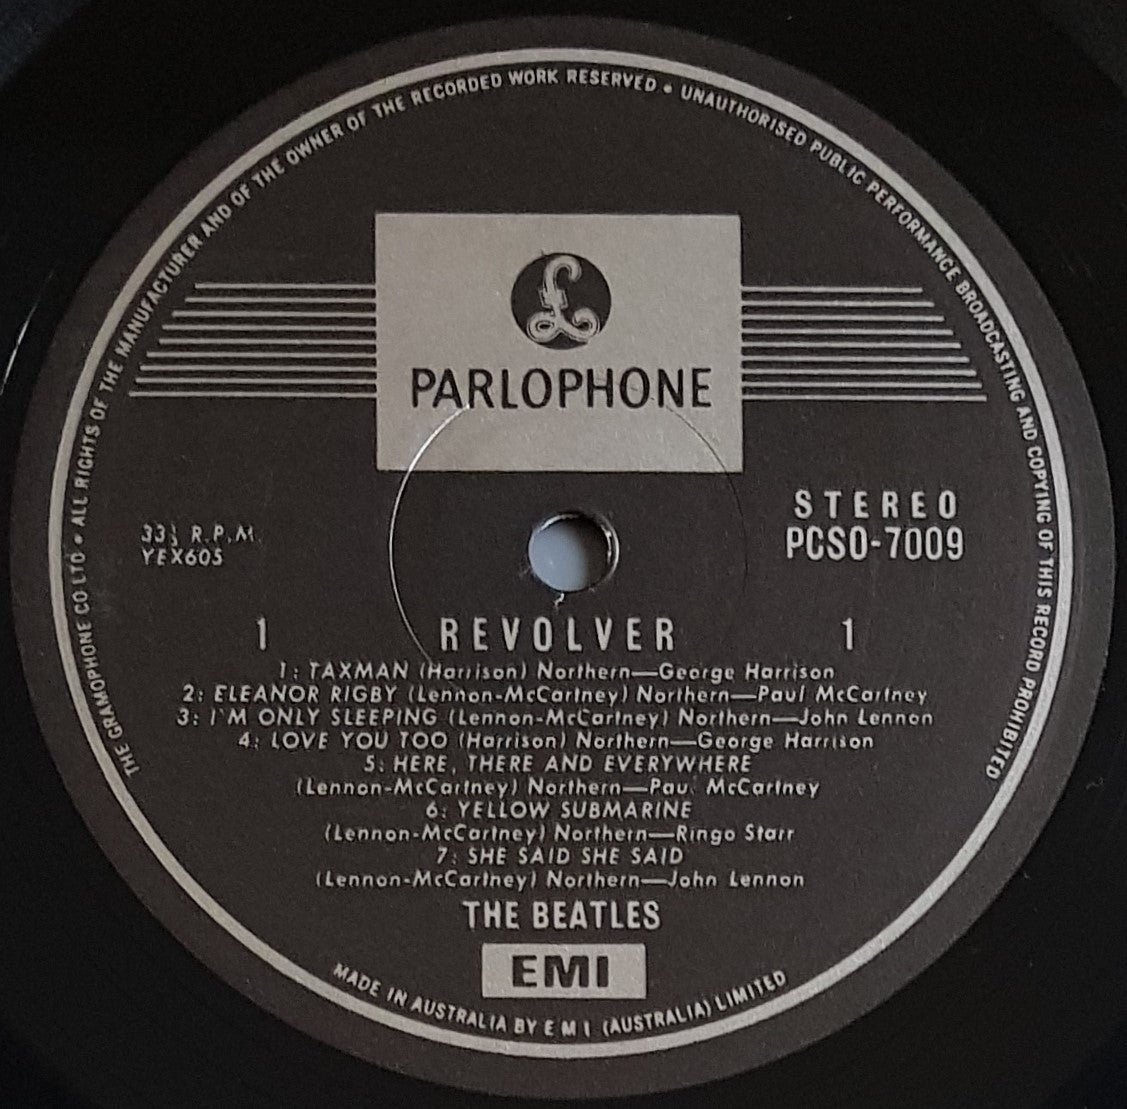 THE GRAMOPHONE CO LTD • ALL RIGHTS OF THE MANUFACTURER AND OF THE OWNER OF THE RECORDED WORK RESERVED • UNAUTHORISED PUBLIC PERFORMANCE BROADCASTING AND COPYING OF THIS RECORD PROHIBITED
£
PARLOPHONE
STEREO
PCSO-7009
33⅓ R.P.M.
YEX605
1 REVOLVER 1
1: TAXMAN (Harrison) Northern—George Harrison
2: ELEANOR RIGBY (Lennon-McCartney) Northern—Paul McCartney
3: I'M ONLY SLEEPING (Lennon-McCartney) Northern—John Lennon
4: LOVE YOU TOO (Harrison) Northern—George Harrison
5: HERE, THERE AND EVERYWHERE
(Lennon-McCartney) Northern—Paul McCartney
6: YELLOW SUBMARINE
(Lennon-McCartney) Northern—Ringo Starr
7: SHE SAID SHE SAID
(Lennon-McCartney) Northern—John Lennon
THE BEATLES
EMI
MADE IN AUSTRALIA BY E M I (AUSTRALIA) LIMITED